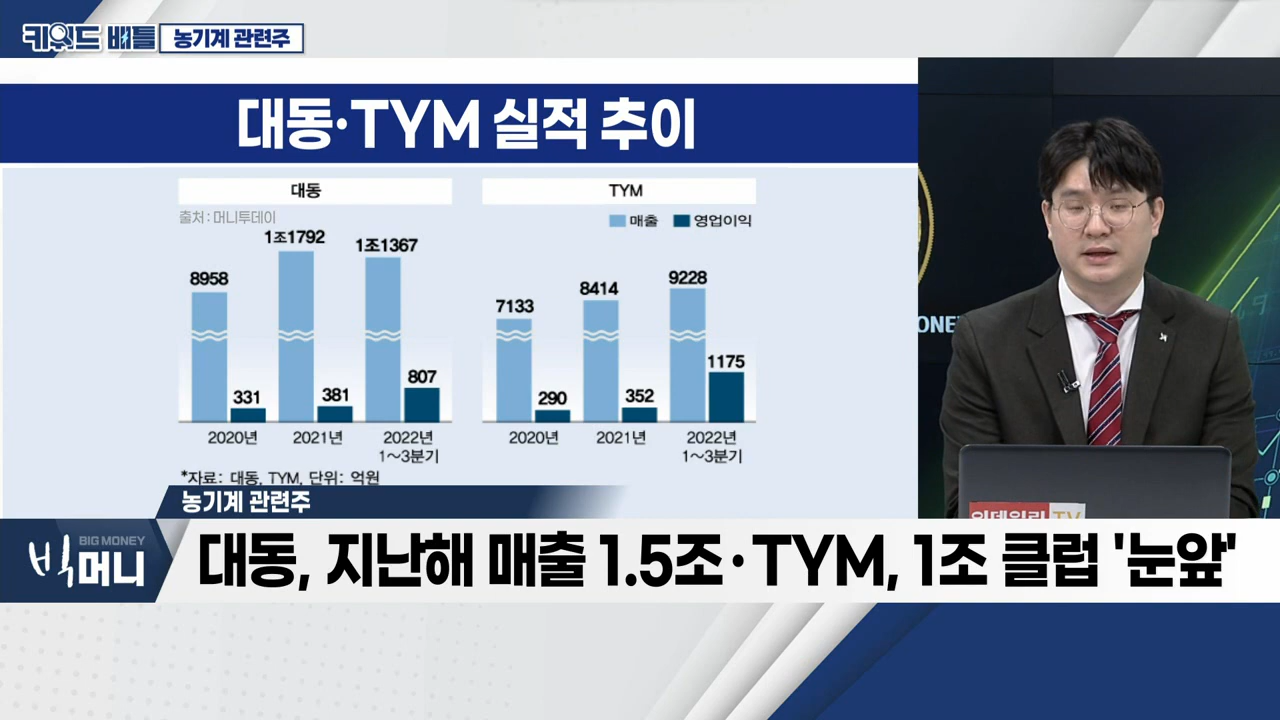 키워드 배틀
농기계 관련주
대동·TYM 실적 추이
대동
TYM
출처 : 머니투데이
매출
영업이익
8958
331
1조1792
381
1조1367
807
7133
290
8414
352
9228
1175
2020년
2021년
2022년
1~3분기
2020년
2021년
2022년
1~3분기
*자료: 대동, TYM, 단위: 억원
농기계 관련주
BIG MONEY
빅머니
대동, 지난해 매출 1.5조·TYM, 1조 클럽 '눈앞'